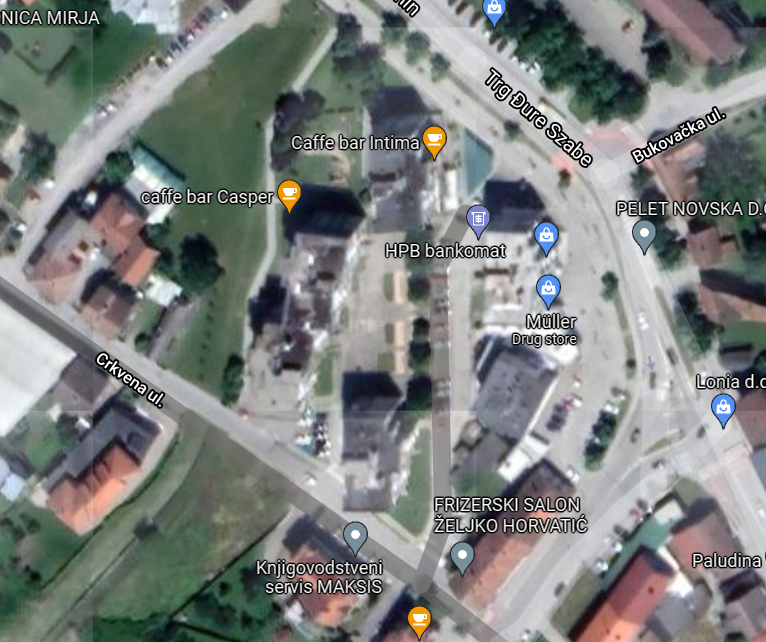 NICA MIRJA
Trg Đure Szabe
Bukovačka ul.
Caffe bar Intima
caffe bar Casper
PELET NOVSKA D.O
HPB bankomat
Müller
Drug store
Crkvena ul.
Lonia d.d
FRIZERSKI SALON
ŽELJKO HORVATIĆ
Knjigovodstveni
servis MAKSIS
Paludina